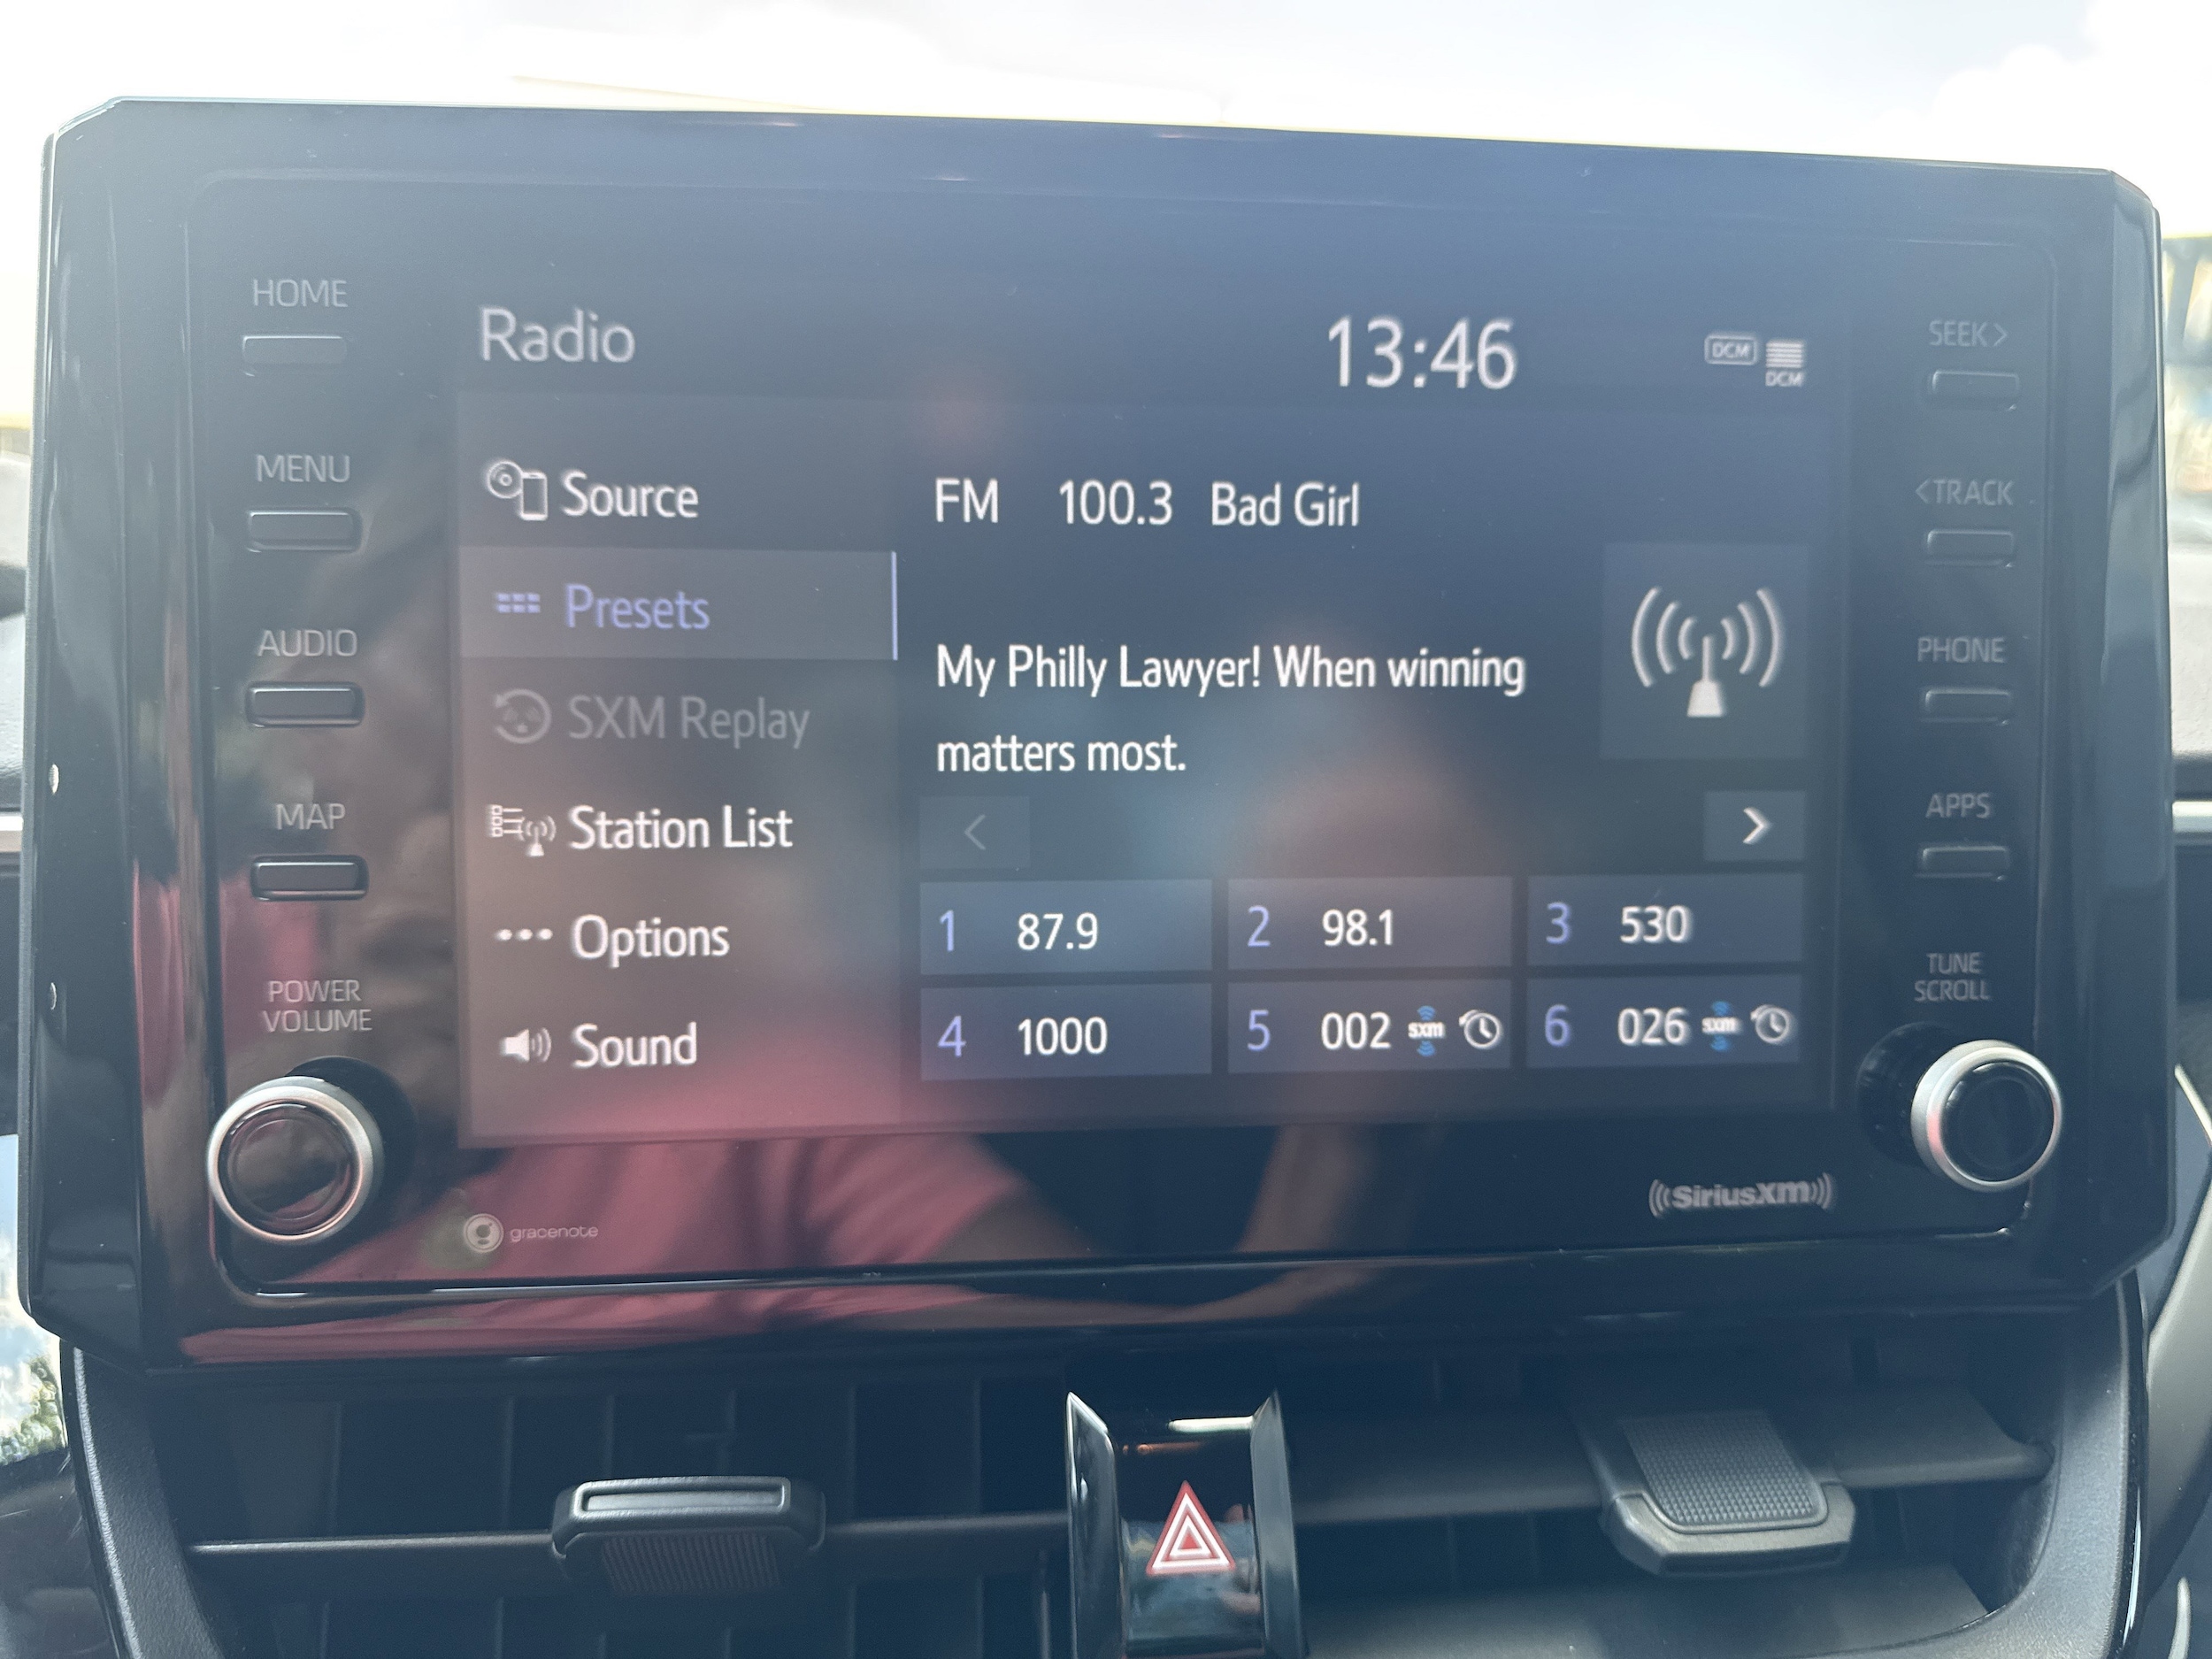 HOME
MENU
AUDIO
MAP
POWER
VOLUME
Radio
13:46
DCM
DCM
Source
Presets
SXM Replay
Station List
Options
Sound
FM 100.3 Bad Girl
My Philly Lawyer! When winning
matters most.
< >
1 87.9 2 98.1 3 530
4 1000 5 002 sxm 6 026 sxm
gracenote
((SiriusXM))
SEEK>
<TRACK
PHONE
APPS
TUNE
SCROLL